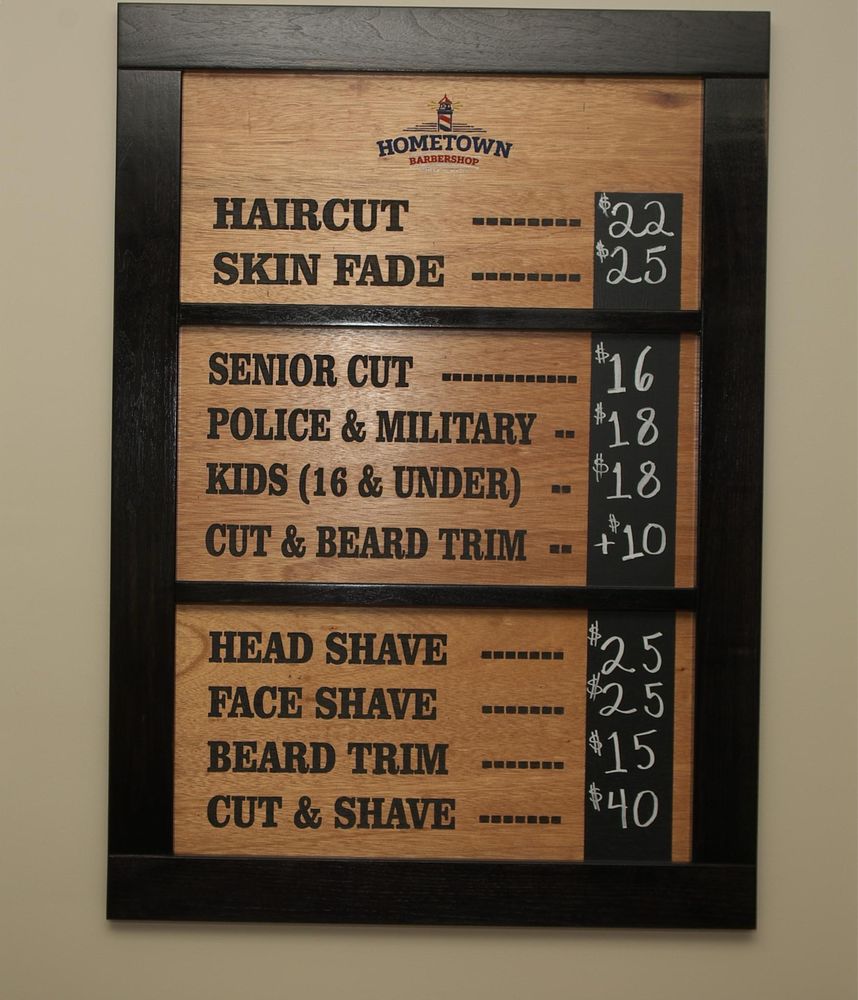 HOMETOWN
BARBERSHOP
HAIRCUT -------- $22
SKIN FADE -------- $25
SENIOR CUT ------------- $16
POLICE & MILITARY -- $18
KIDS (16 & UNDER) -- $18
CUT & BEARD TRIM -- +$10
HEAD SHAVE ------- $25
FACE SHAVE ------- $25
BEARD TRIM ------- $15
CUT & SHAVE ------- $40